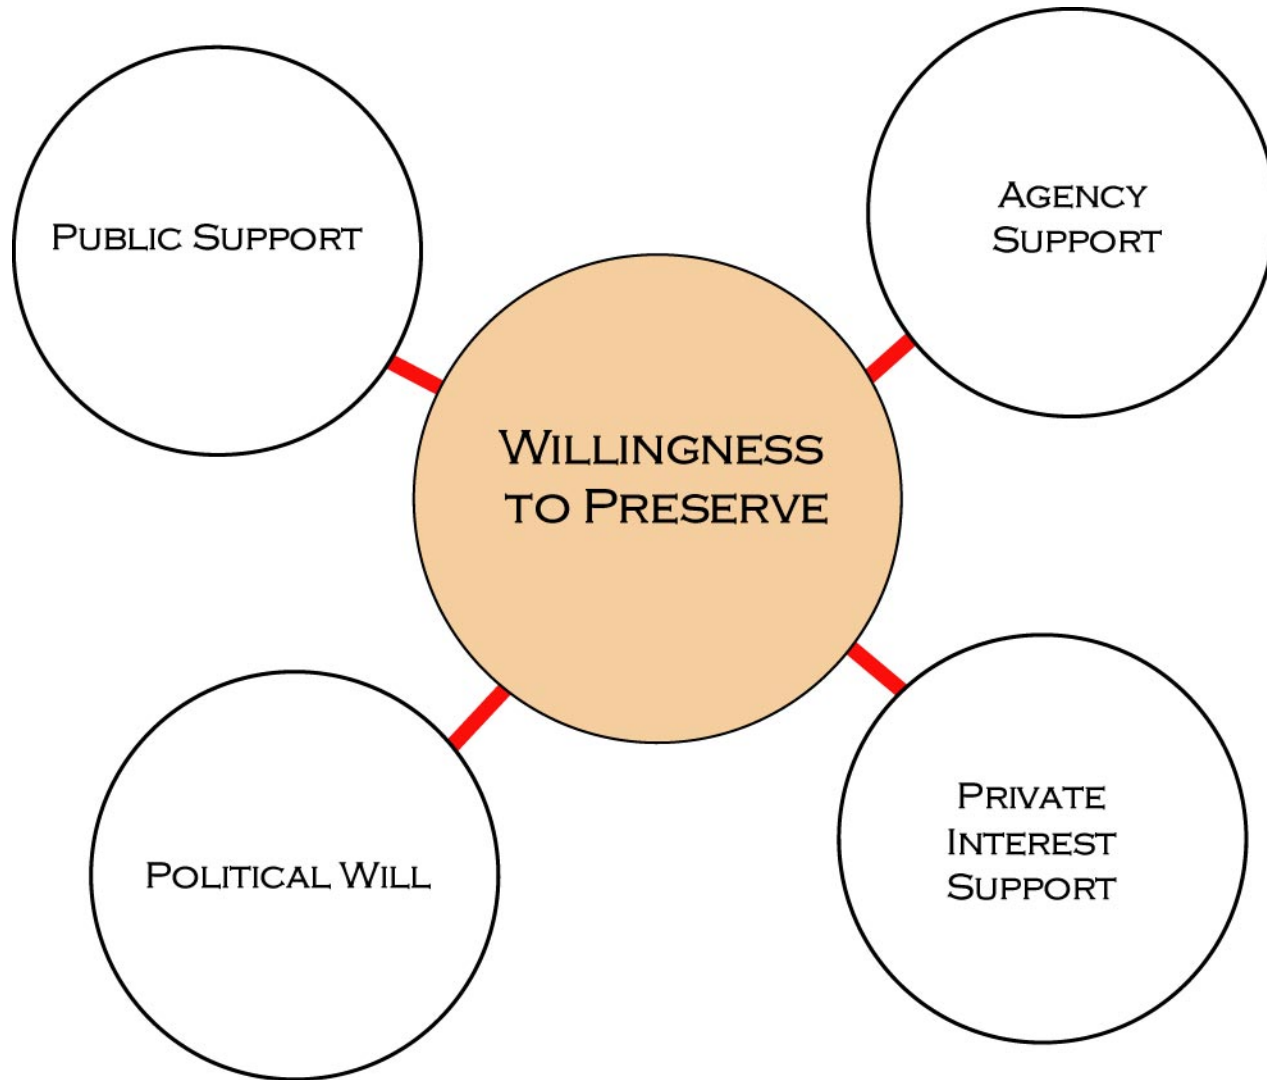 Public Support
Agency
Support
Willingness
to Preserve
Political Will
Private
Interest
Support